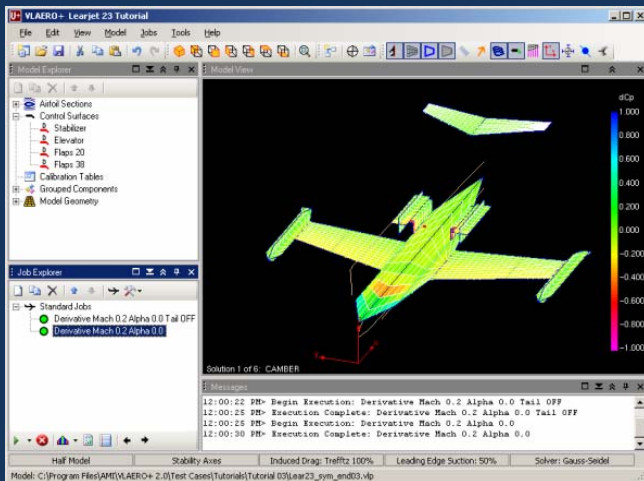 VLAERO+ Learjet 23 Tutorial
File Edit View Model Jobs Tools Help
Model Explorer
Airfoil Sections
Control Surfaces
Stabilizer
Elevator
Flaps 20
Flaps 38
Calibration Tables
Grouped Components
Model Geometry
Job Explorer
Standard Jobs
Derivative Mach 0.2 Alpha 0.0 Tail OFF
Derivative Mach 0.2 Alpha 0.0
Model View
dCp
1.000
0.800
0.600
0.400
0.200
0.000
-0.200
-0.400
-0.600
-0.800
-1.000
Solution 1 of 6: CAMBER
Messages
12:00:22 PM> Begin Execution: Derivative Mach 0.2 Alpha 0.0 Tail OFF
12:00:25 PM> Execution Complete: Derivative Mach 0.2 Alpha 0.0 Tail OFF
12:00:25 PM> Begin Execution: Derivative Mach 0.2 Alpha 0.0
12:00:30 PM> Execution Complete: Derivative Mach 0.2 Alpha 0.0
Half Model Stability Axes Induced Drag: Trefftz 100% Leading Edge Suction: 50% Solver: Gauss-Seidel
Model: C:\Program Files\AMI\VLAERO+ 2.0\Test Cases\Tutorials\Tutorial 03\Lear23_sym_end03.vlp